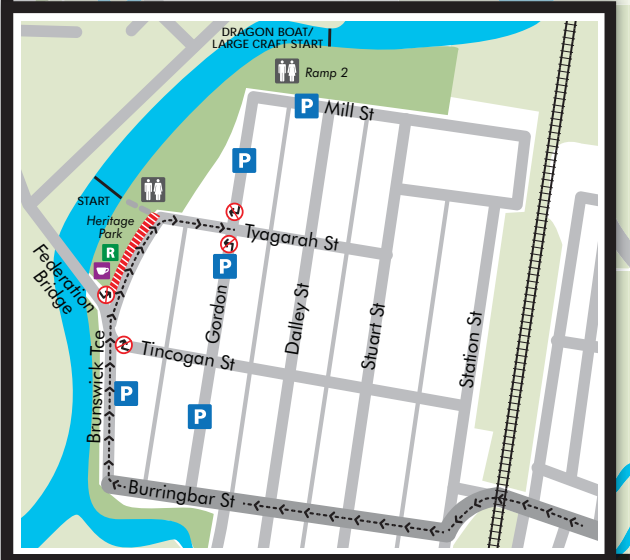 DRAGON BOAT/
LARGE CRAFT START
Ramp 2
P
Mill St
P
START
Heritage
Park
R
Tyagarah St
P
Federation
Bridge
Gordon
Dalley St
Stuart St
Station St
Brunswick Tce
Tincogan St
P
P
Burringbar St